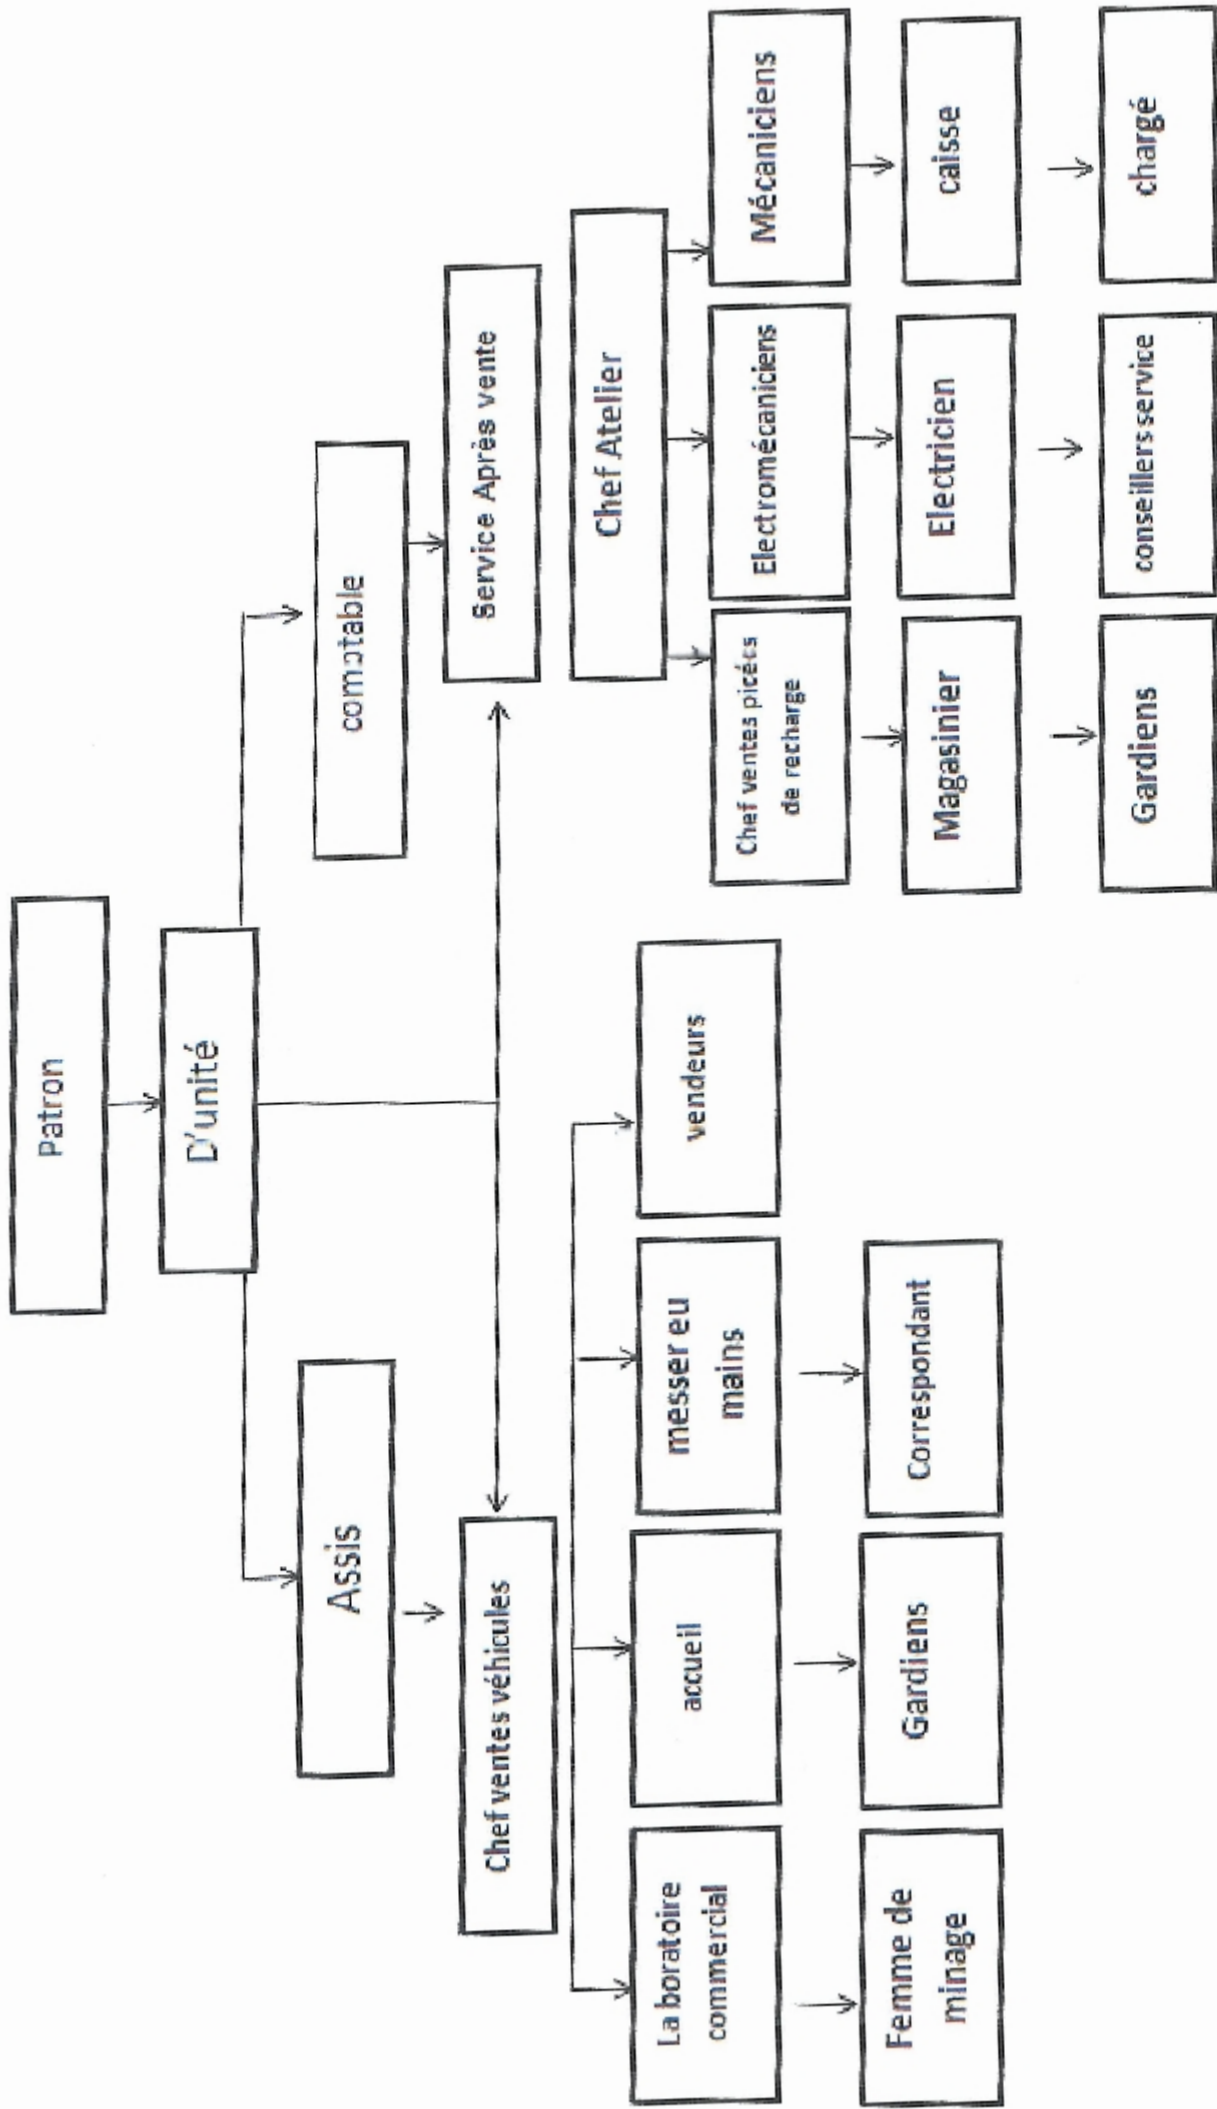 Patron
D'unité
Assis
comptable
Chef ventes véhicules
Service Après vente
Chef Atelier
La boratoire
commercial
accueil
messer eu
mains
vendeurs
Chef ventes picéés
de recharge
Electromécaniciens
Mécaniciens
Femme de
minage
Gardiens
Correspondant
Magasinier
Electricien
caisse
Gardiens
conseillers service
chargé